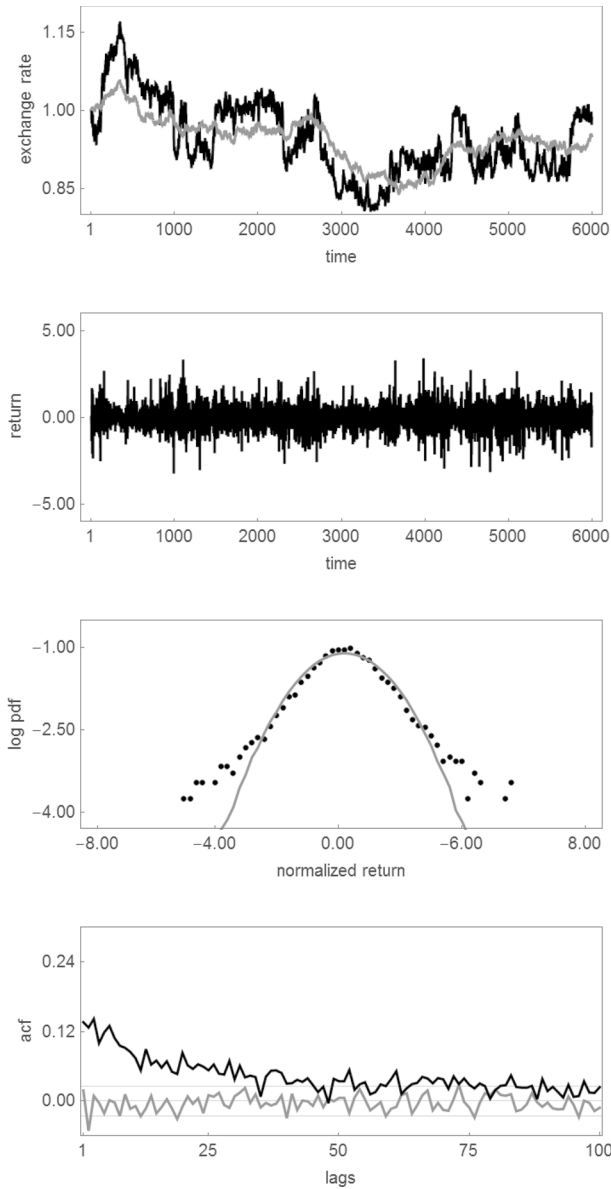 1.15
1.00
0.85
exchange rate
1 1000 2000 3000 4000 5000 6000
time
5.00
0.00
−5.00
return
1 1000 2000 3000 4000 5000 6000
time
−1.00
−2.50
−4.00
log pdf
−8.00 −4.00 0.00 −6.00 8.00
normalized return
0.24
0.12
0.00
acf
1 25 50 75 100
lags